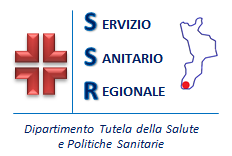 SERVIZIO
SANITARIO
REGIONALE
Dipartimento Tutela della Salute
e Politiche Sanitarie